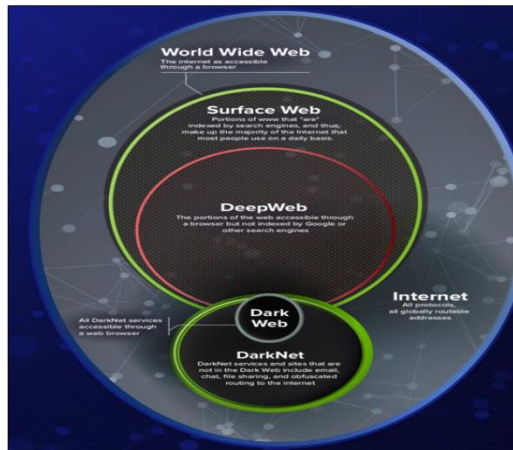 World Wide Web
The internet as accessible
through a browser
Surface Web
Portions of www that "are"
indexed by search engines, and thus,
make up the majority of the Internet that
most people use on a daily basis.
DeepWeb
The portions of the web accessible through
a browser but not indexed by Google or
other search engines
Internet
All protocols,
all globally routable
addresses
Dark
Web
All DarkNet services
accessible through
a web browser
DarkNet
DarkNet services and sites that are
not in the Dark Web include email,
chat, file sharing, and obfuscated
routing to the internet